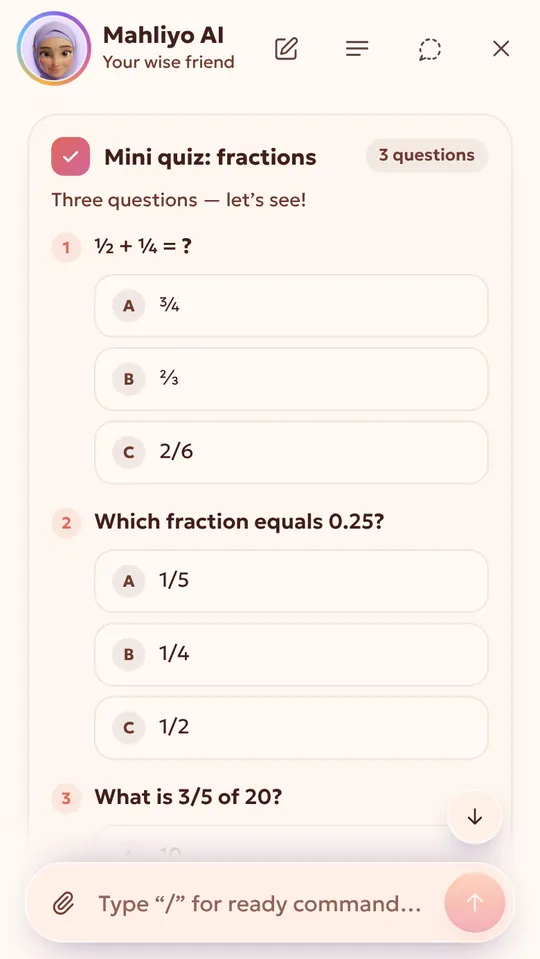 Mahliyo AI
Your wise friend
Mini quiz: fractions
3 questions
Three questions — let’s see!
1 ½ + ¼ = ?
A ¾
B ⅔
C 2/6
2 Which fraction equals 0.25?
A 1/5
B 1/4
C 1/2
3 What is 3/5 of 20?
Type “/” for ready command…